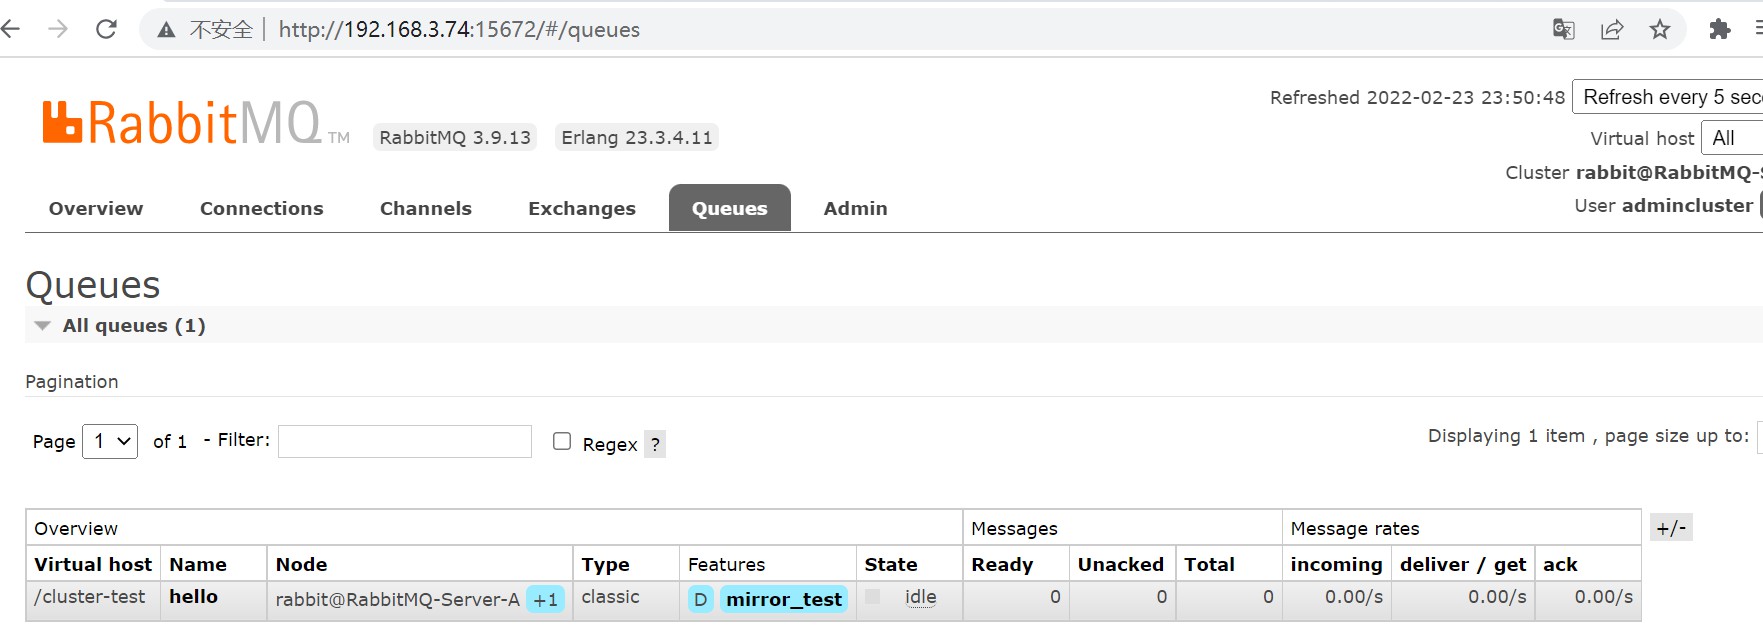 不安全 http://192.168.3.74:15672/#/queues
RabbitMQ TM RabbitMQ 3.9.13 Erlang 23.3.4.11
Refreshed 2022-02-23 23:50:48 Refresh every 5 sec
Virtual host All
Cluster rabbit@RabbitMQ-
User admincluster
Overview Connections Channels Exchanges Queues Admin
Queues
All queues (1)
Pagination
Page 1 of 1 - Filter: Regex ?
Displaying 1 item , page size up to:
Overview Messages Message rates +/-
Virtual host Name Node Type Features State Ready Unacked Total incoming deliver / get ack
/cluster-test hello rabbit@RabbitMQ-Server-A +1 classic D mirror_test idle 0 0 0 0.00/s 0.00/s 0.00/s